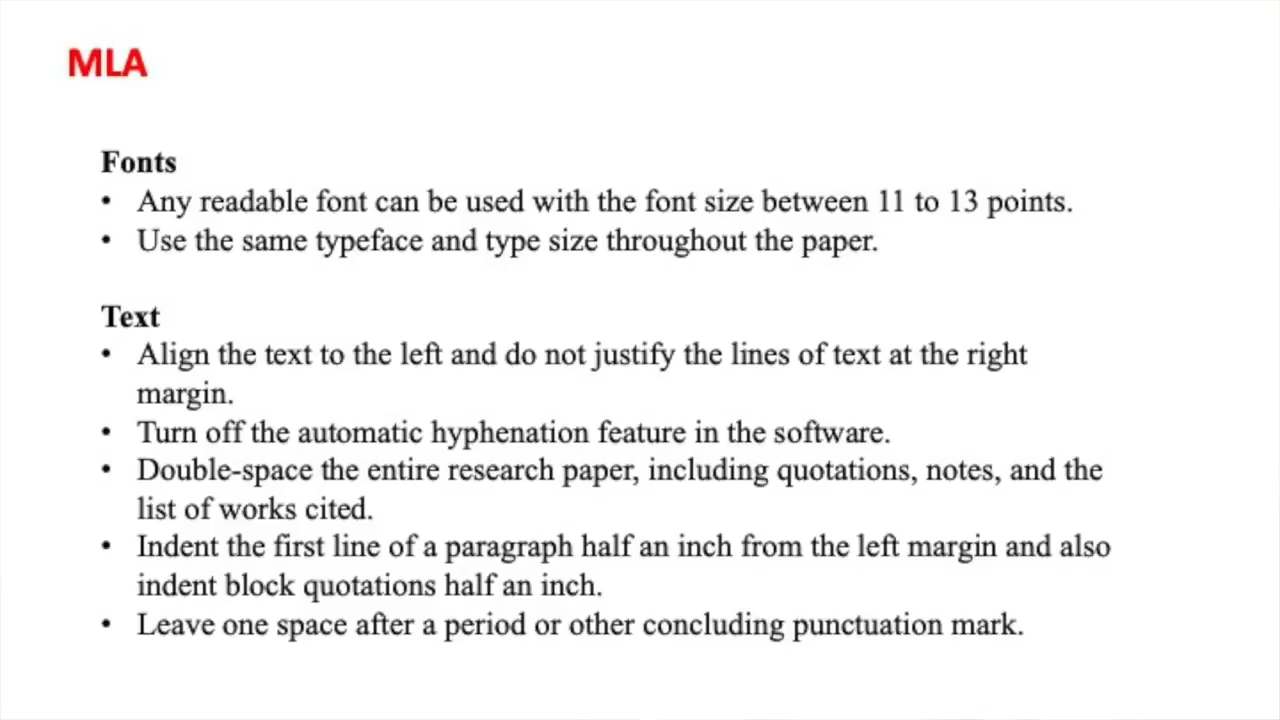 MLA
Fonts
• Any readable font can be used with the font size between 11 to 13 points.
• Use the same typeface and type size throughout the paper.
Text
• Align the text to the left and do not justify the lines of text at the right
margin.
• Turn off the automatic hyphenation feature in the software.
• Double-space the entire research paper, including quotations, notes, and the
list of works cited.
• Indent the first line of a paragraph half an inch from the left margin and also
indent block quotations half an inch.
• Leave one space after a period or other concluding punctuation mark.